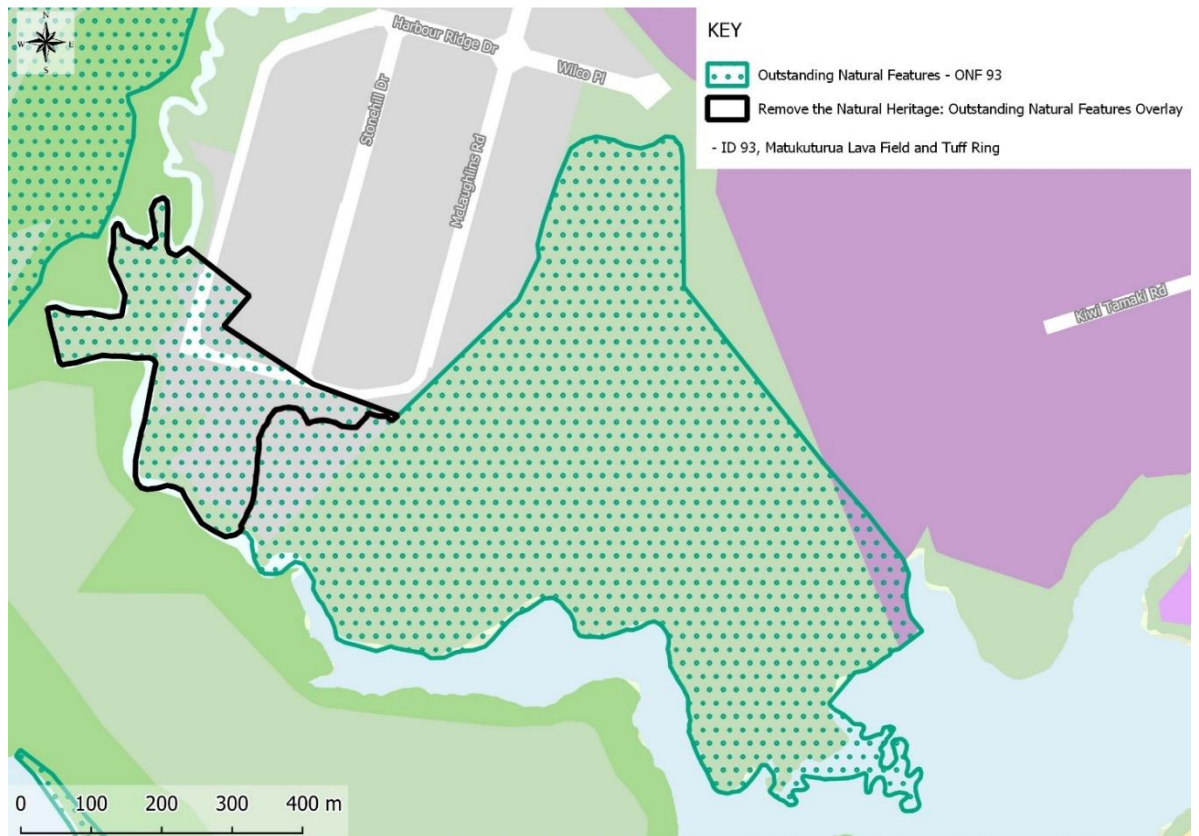 N
W E
S
KEY
Outstanding Natural Features - ONF 93
Remove the Natural Heritage: Outstanding Natural Features Overlay
- ID 93, Matukuturua Lava Field and Tuff Ring
Harbour Ridge Dr
Wilco Pl
Stonehill Dr
McLaughlins Rd
Kiwi Tamaki Rd
0 100 200 300 400 m